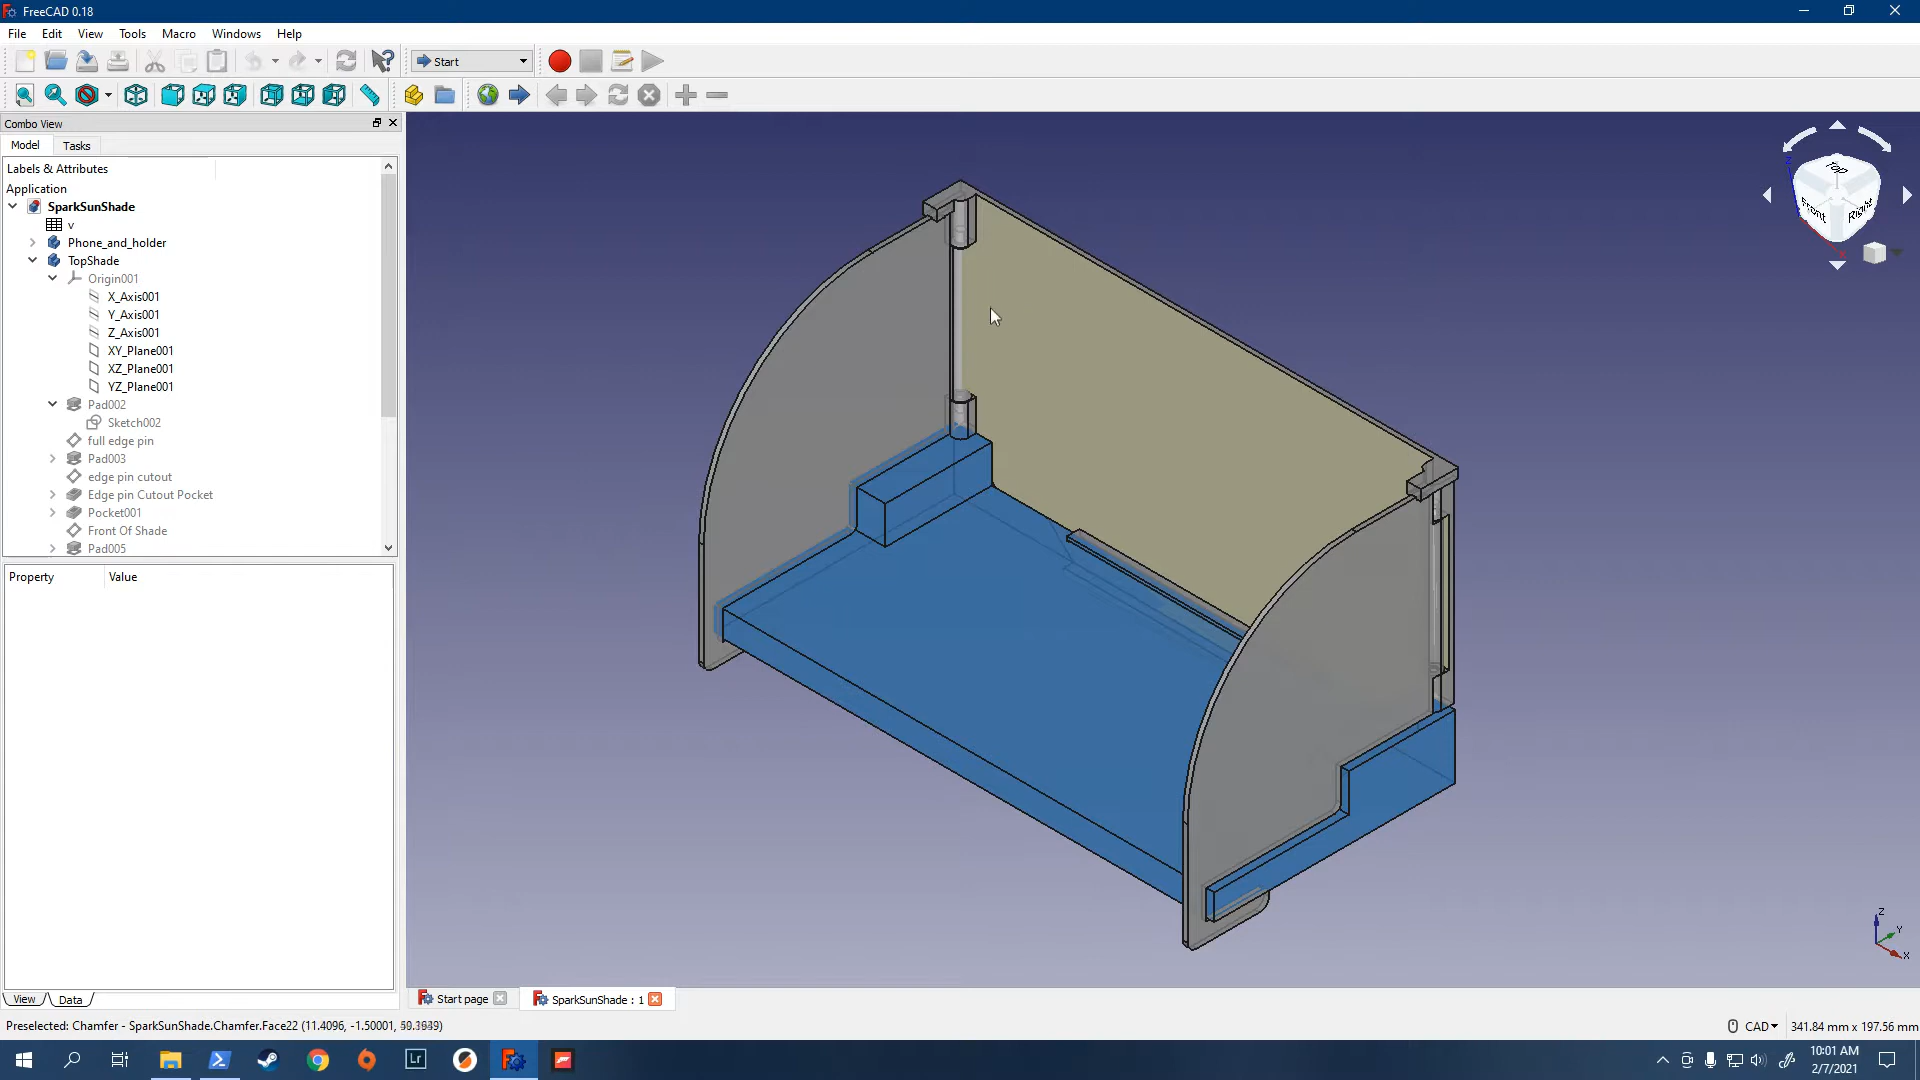 FreeCAD 0.18
File Edit View Tools Macro Windows Help
Start
Combo View
Model Tasks
Labels & Attributes
Application
SparkSunShade
v
Phone_and_holder
TopShade
Origin001
X_Axis001
Y_Axis001
Z_Axis001
XY_Plane001
XZ_Plane001
YZ_Plane001
Pad002
Sketch002
full edge pin
Pad003
edge pin cutout
Edge pin Cutout Pocket
Pocket001
Front Of Shade
Pad005
Property Value
View Data
Top
Front Right
Z
X
Z
Y
X
Start page
SparkSunShade : 1
Preselected: Chamfer - SparkSunShade.Chamfer.Face22 (11.4096, -1.50001,
CAD
341.84 mm x 197.56 mm
Lr
10:01 AM
2/7/2021